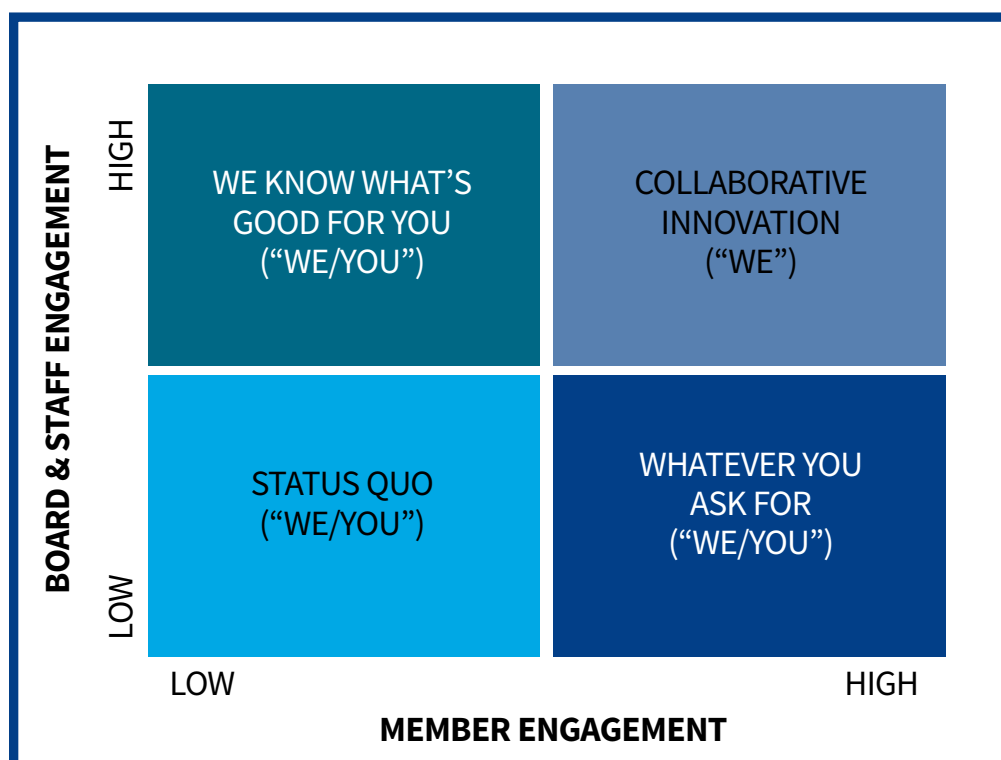 BOARD & STAFF ENGAGEMENT
HIGH
LOW
WE KNOW WHAT’S
GOOD FOR YOU
(“WE/YOU”)
COLLABORATIVE
INNOVATION
(“WE”)
STATUS QUO
(“WE/YOU”)
WHATEVER YOU
ASK FOR
(“WE/YOU”)
LOW
HIGH
MEMBER ENGAGEMENT